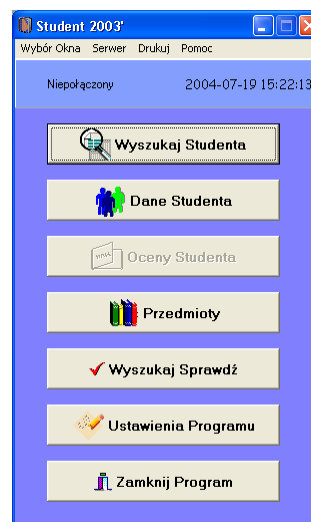 Student 2003'
Wybór Okna Serwer Drukuj Pomoc
Niepołączony 2004-07-19 15:22:13
Wyszukaj Studenta
Dane Studenta
Oceny Studenta
Przedmioty
Wyszukaj Sprawdź
Ustawienia Programu
Zamknij Program